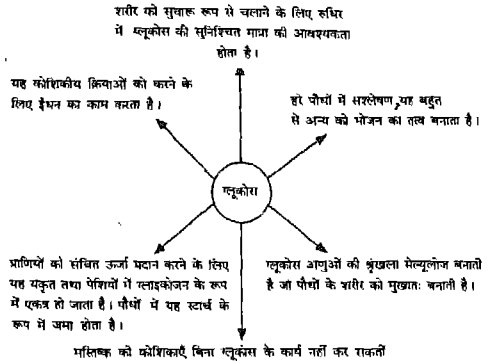 शरीर को सुचारू रूप से चलाने के लिए रुधिर
में ग्लूकोस की सुनिश्चित मात्रा की आवश्यकता
होता है।
यह कोशिकीय क्रियाओं को करने के
लिए ईंधन का काम करता है।
हरे पौधों में सश्लेषण, यह बहुत
से अन्य को भोजन का तत्व बनाता है।
ग्लूकोस
प्राणियों को संचित ऊर्जा प्रदान करने के लिए
यह यकृत तथा पेशियों में ग्लाइकोजन के रूप
में एकत्र हो जाता है। पौधों में यह स्टार्च के
रूप में जमा होता है।
ग्लूकोस अणुओं की श्रृंखला सेल्यूलोज बनाती
है जो पौधों के शरीर को मुख्यतः बनाती है।
मस्तिष्क की कोशिकाएँ बिना ग्लूकोस के कार्य नहीं कर सकतीं